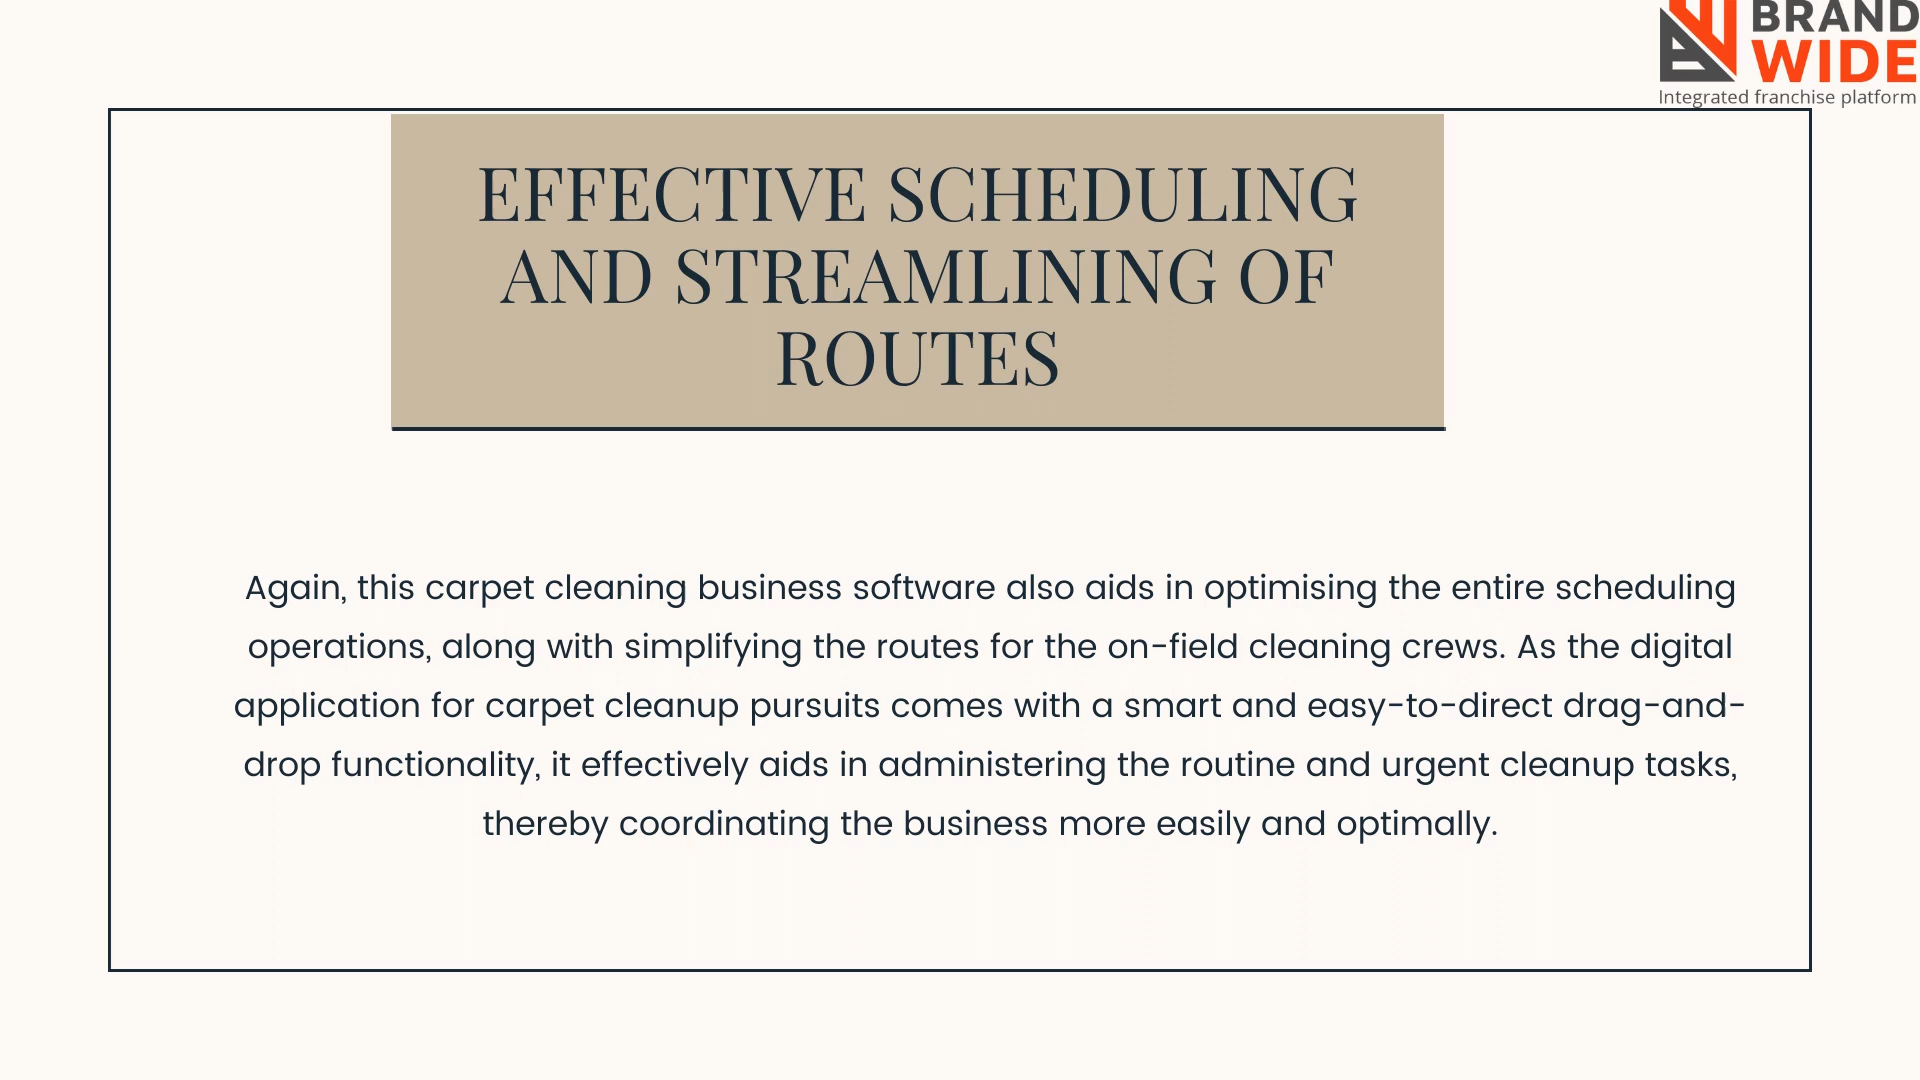 BRAND
WIDE
Integrated franchise platform
EFFECTIVE SCHEDULING
AND STREAMLINING OF
ROUTES
Again, this carpet cleaning business software also aids in optimising the entire scheduling
operations, along with simplifying the routes for the on-field cleaning crews. As the digital
application for carpet cleanup pursuits comes with a smart and easy-to-direct drag-and-
drop functionality, it effectively aids in administering the routine and urgent cleanup tasks,
thereby coordinating the business more easily and optimally.